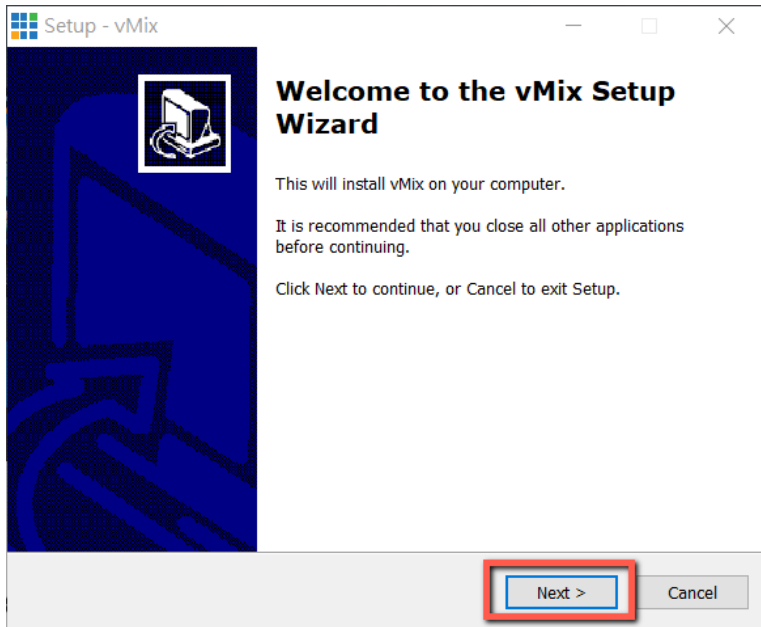 Setup - vMix
Welcome to the vMix Setup
Wizard
This will install vMix on your computer.
It is recommended that you close all other applications
before continuing.
Click Next to continue, or Cancel to exit Setup.
Next >
Cancel